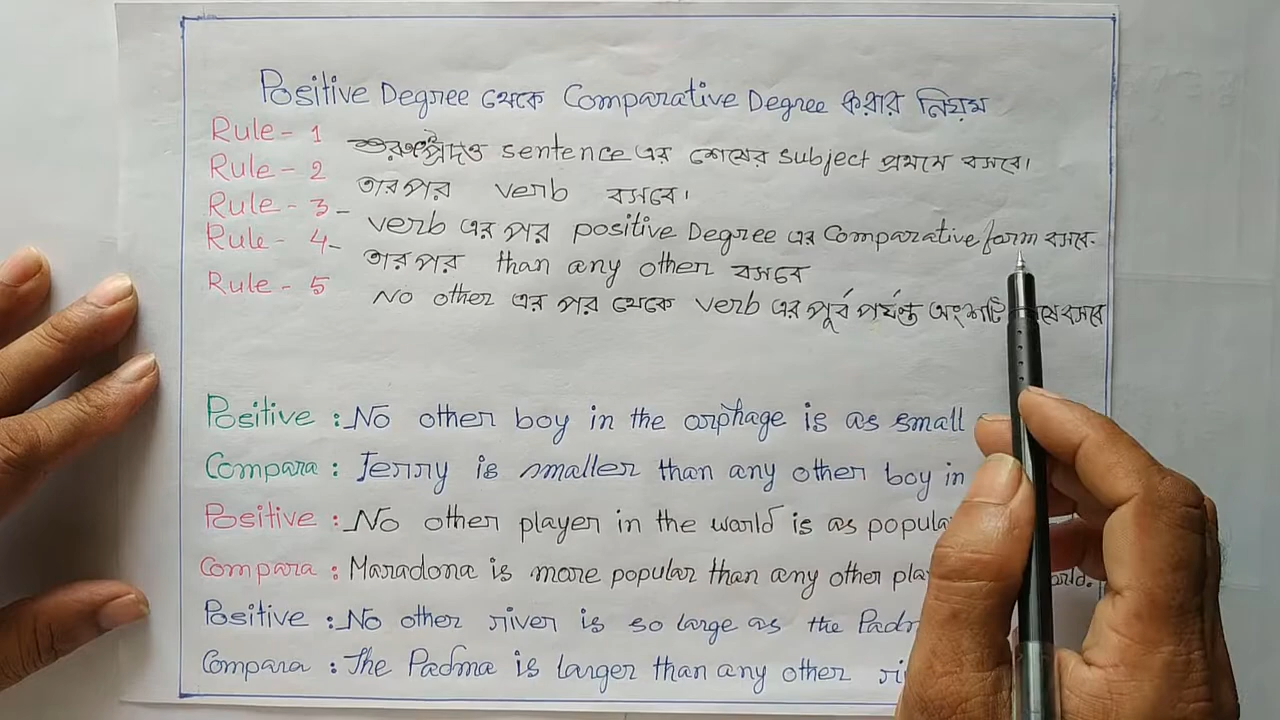 Positive Degree থেকে Comparative Degree করার নিয়ম
Rule - 1 প্রদত্ত sentence এর শেষের subject প্রথমে বসবে।
Rule - 2 তারপর verb বসবে।
Rule - 3 - verb এর পর positive Degree এর Comparative form বসবে-
Rule - 4 - তারপর than any other বসবে
Rule - 5 No other এর পর থেকে verb এর পূর্ব পর্যন্ত অংশটি বসবে
Positive : No other boy in the orphage is as small
Compara : Jerry is smaller than any other boy in
Positive : No other player in the world is as popular
Compara : Maradona is more popular than any other world.
Positive : No other river is so large as the
Compara : The Padma is larger than any other